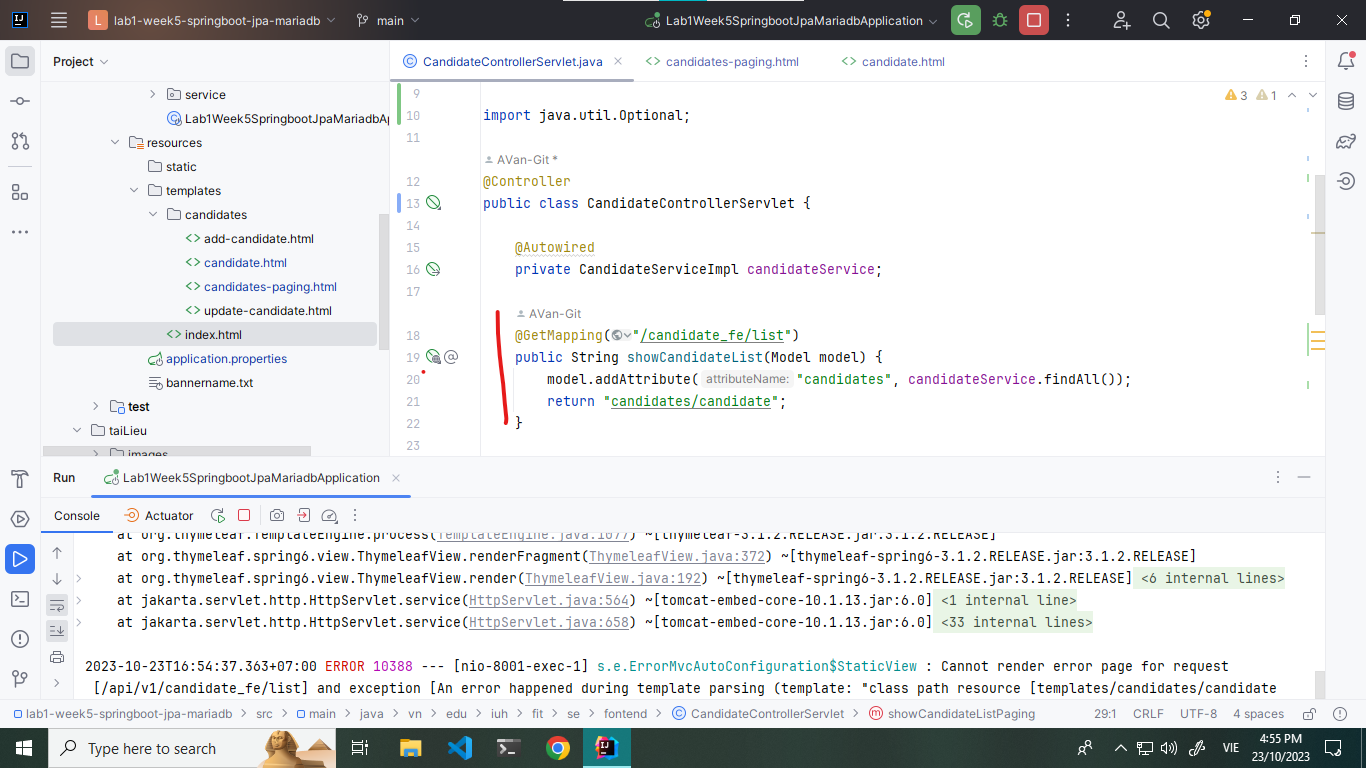 L lab1-week5-springboot-jpa-mariadb main Lab1Week5SpringbootJpaMariadbApplication
Project
CandidateControllerServlet.java
candidates-paging.html
candidate.html
service
Lab1Week5SpringbootJpaMariadbAp
resources
static
templates
candidates
add-candidate.html
candidate.html
candidates-paging.html
update-candidate.html
index.html
application.properties
bannername.txt
test
taiLieu
images
3 1
9
10 import java.util.Optional;
11
AVan-Git *
12 @Controller
13 public class CandidateControllerServlet {
14
15 @Autowired
16 private CandidateServiceImpl candidateService;
17
AVan-Git
18 @GetMapping("/candidate_fe/list")
19 public String showCandidateList(Model model) {
20 model.addAttribute( attributeName: "candidates", candidateService.findAll());
21 return "candidates/candidate";
22 }
23
Run Lab1Week5SpringbootJpaMariadbApplication
Console Actuator
at org.thymeleaf.TemplateEngine.process(TemplateEngine.java:1077) ~[thymeleaf-3.1.2.RELEASE.jar:3.1.2.RELEASE]
at org.thymeleaf.spring6.view.ThymeleafView.renderFragment(ThymeleafView.java:372) ~[thymeleaf-spring6-3.1.2.RELEASE.jar:3.1.2.RELEASE]
at org.thymeleaf.spring6.view.ThymeleafView.render(ThymeleafView.java:192) ~[thymeleaf-spring6-3.1.2.RELEASE.jar:3.1.2.RELEASE] <6 internal lines>
at jakarta.servlet.http.HttpServlet.service(HttpServlet.java:564) ~[tomcat-embed-core-10.1.13.jar:6.0] <1 internal line>
at jakarta.servlet.http.HttpServlet.service(HttpServlet.java:658) ~[tomcat-embed-core-10.1.13.jar:6.0] <33 internal lines>
2023-10-23T16:54:37.363+07:00 ERROR 10388 --- [nio-8001-exec-1] s.e.ErrorMvcAutoConfiguration$StaticView : Cannot render error page for request
[/api/v1/candidate_fe/list] and exception [An error happened during template parsing (template: "class path resource [templates/candidates/candidate
lab1-week5-springboot-jpa-mariadb > src > main > java > vn > edu > iuh > fit > se > fontend > CandidateControllerServlet > showCandidateListPaging 29:1 CRLF UTF-8 4 spaces
Type here to search
VIE
4:55 PM
23/10/2023